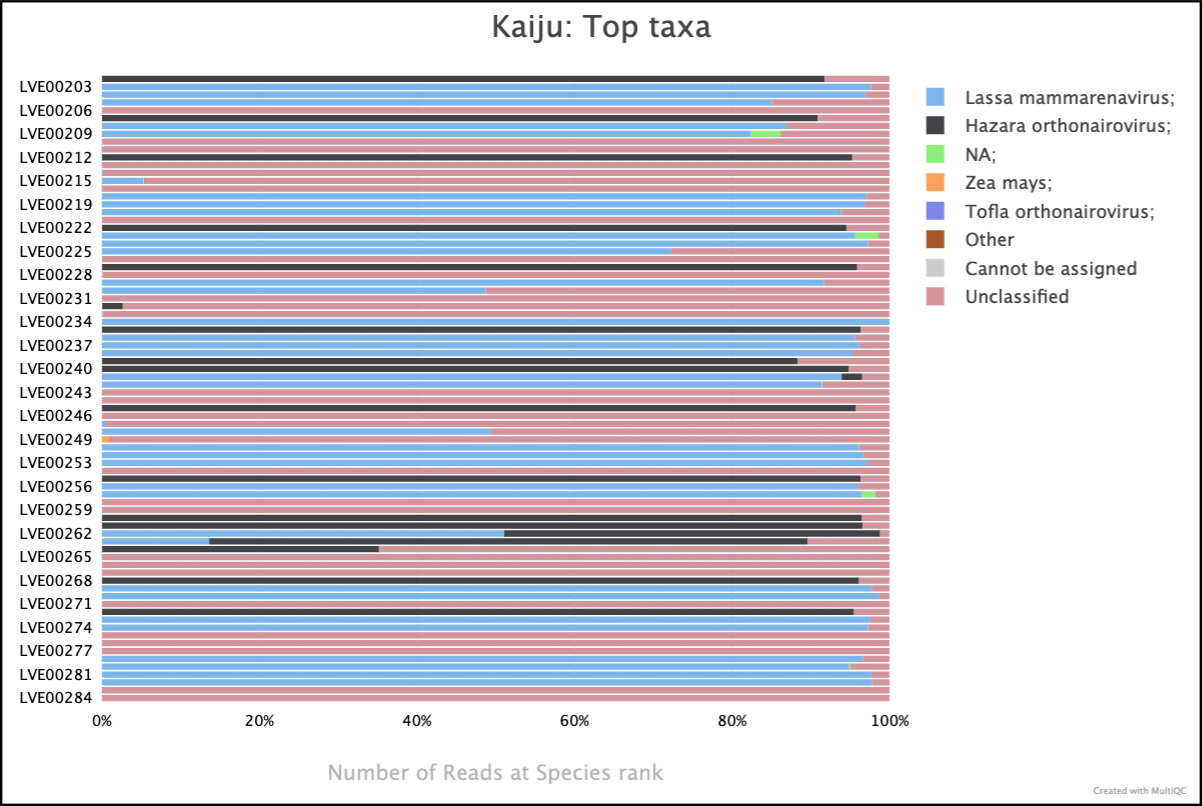 Kaiju: Top taxa
LVE00203
LVE00206
LVE00209
LVE00212
LVE00215
LVE00219
LVE00222
LVE00225
LVE00228
LVE00231
LVE00234
LVE00237
LVE00240
LVE00243
LVE00246
LVE00249
LVE00253
LVE00256
LVE00259
LVE00262
LVE00265
LVE00268
LVE00271
LVE00274
LVE00277
LVE00281
LVE00284
0% 20% 40% 60% 80% 100%
Number of Reads at Species rank
Lassa mammarenavirus;
Hazara orthonairovirus;
NA;
Zea mays;
Tofla orthonairovirus;
Other
Cannot be assigned
Unclassified
Created with MultiQC